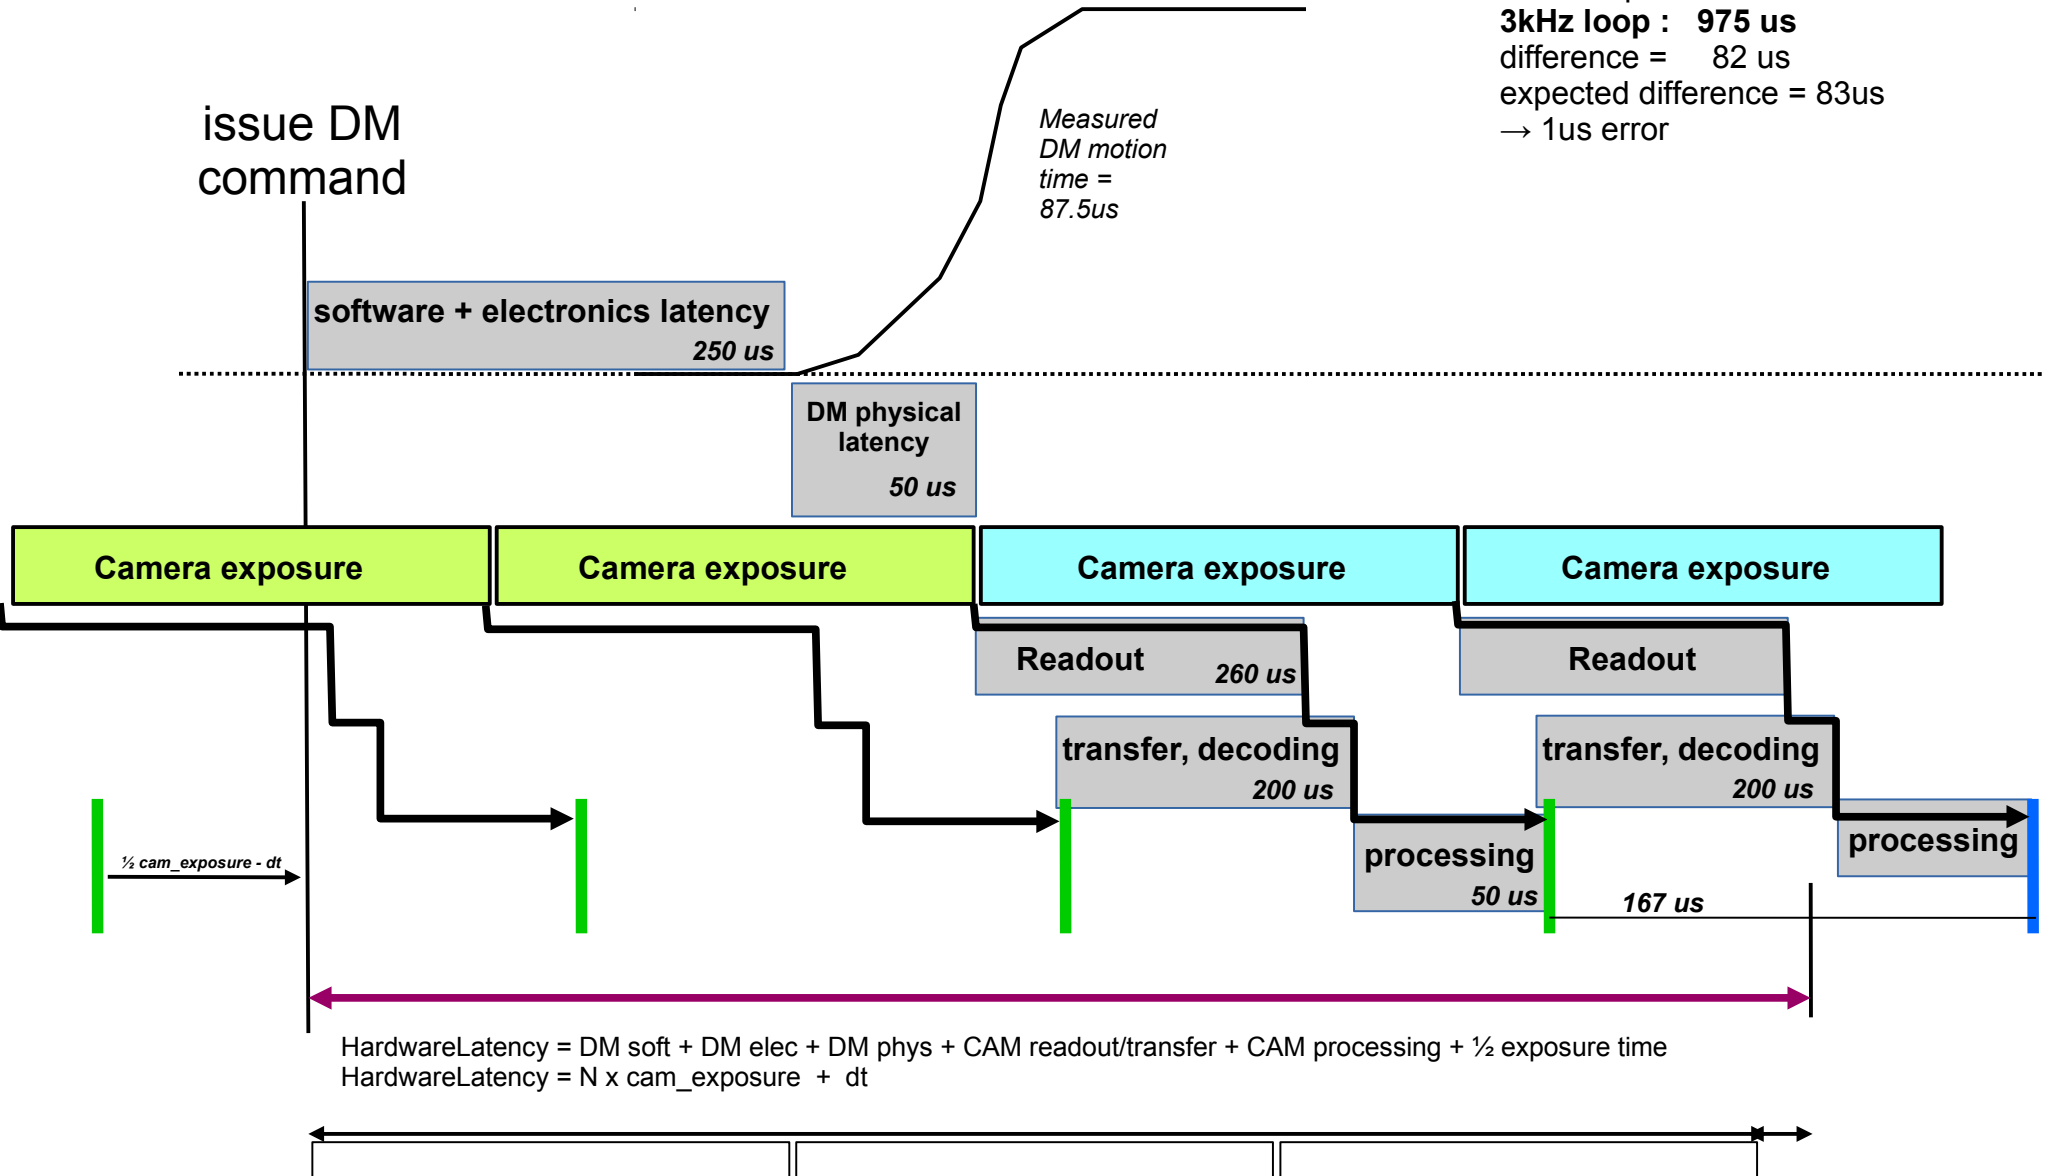 3kHz loop : 975 us
difference = 82 us
expected difference = 83us
→ 1us error
issue DM
command
Measured
DM motion
time =
87.5us
software + electronics latency
250 us
DM physical
latency
50 us
Camera exposure
Camera exposure
Camera exposure
Camera exposure
Readout
260 us
Readout
transfer, decoding
200 us
transfer, decoding
200 us
processing
50 us
processing
½ cam_exposure - dt
167 us
HardwareLatency = DM soft + DM elec + DM phys + CAM readout/transfer + CAM processing + ½ exposure time
HardwareLatency = N x cam_exposure + dt